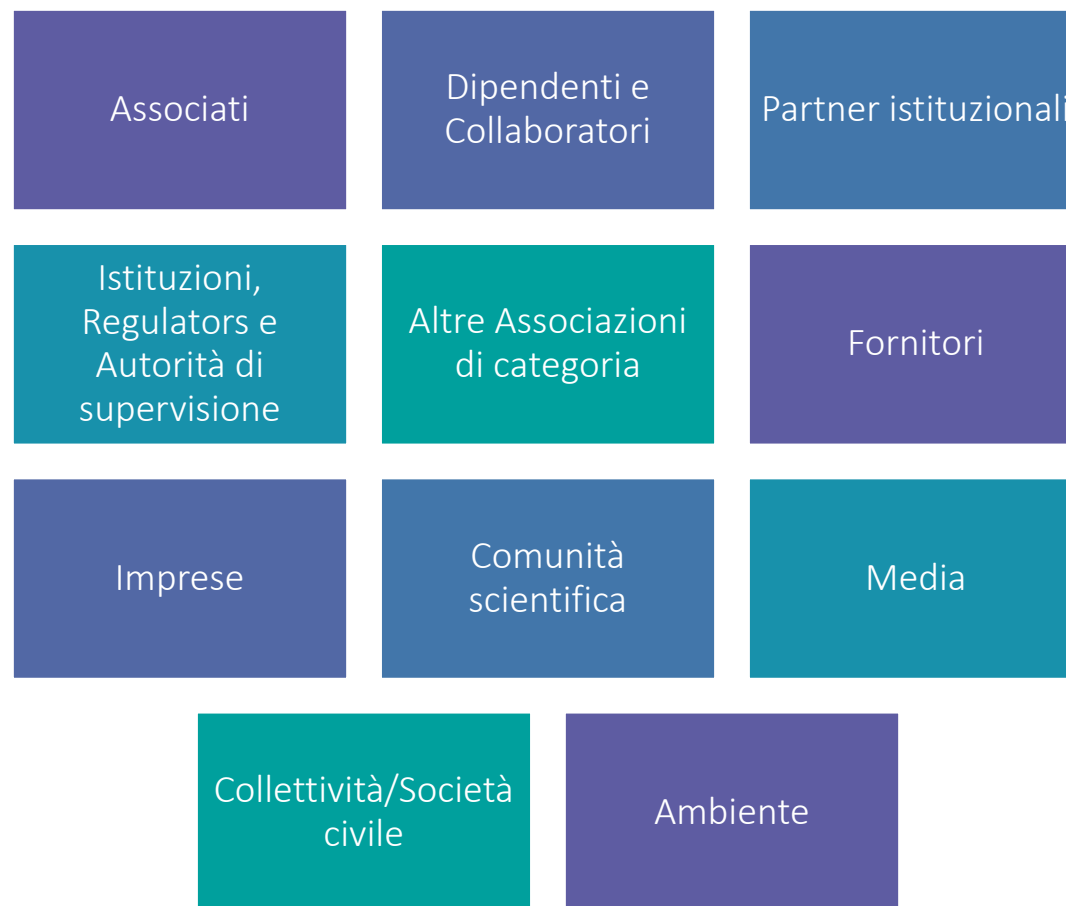 Associati
Dipendenti e
Collaboratori
Partner istituzionali
Istituzioni,
Regulators e
Autorità di
supervisione
Altre Associazioni
di categoria
Fornitori
Imprese
Comunità
scientifica
Media
Collettività/Società
civile
Ambiente